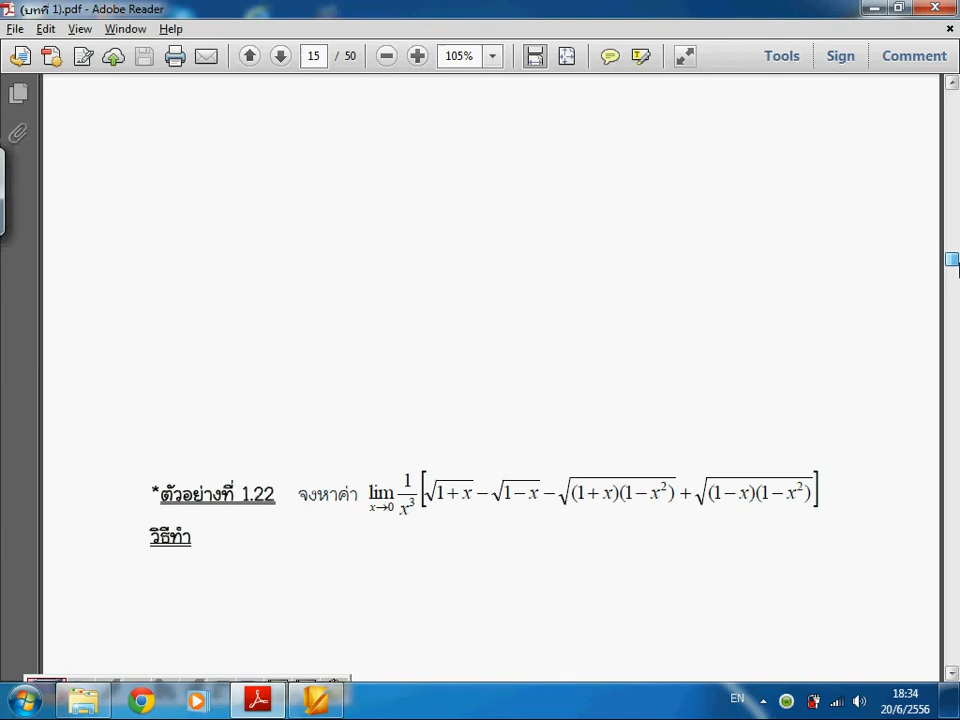 (บทที่ 1).pdf - Adobe Reader
File Edit View Window Help
15 / 50 105% Tools Sign Comment
*ตัวอย่างที่ 1.22 จงหาค่า lim x→0 1/x³ [√1+x − √1−x − √(1+x)(1−x²) + √(1−x)(1−x²)]
วิธีทำ
EN 18:34
20/6/2556